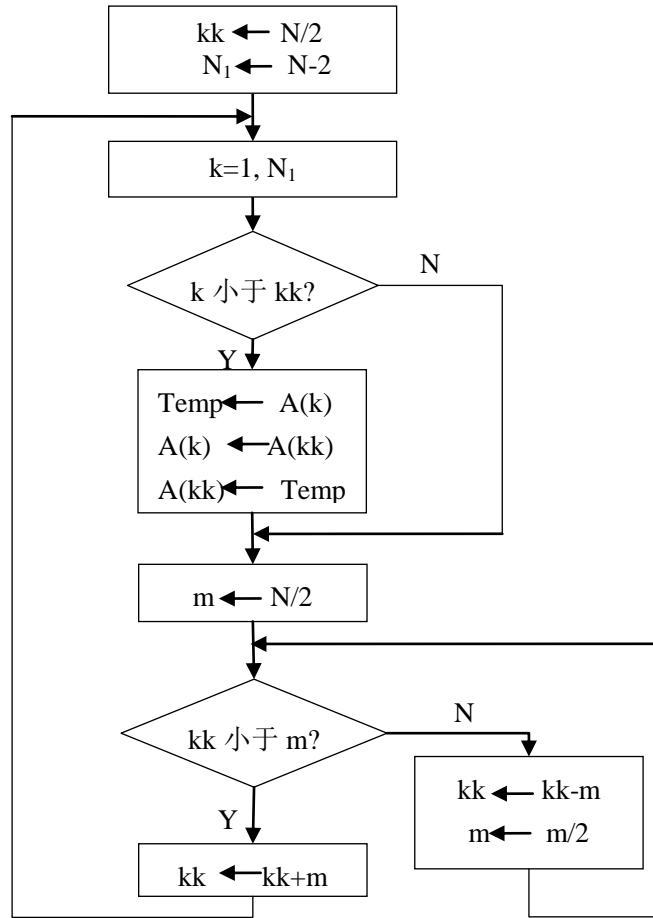 kk ← N/2
N₁ ← N-2
k=1, N₁
k 小于 kk?
N
Y
Temp ← A(k)
A(k) ← A(kk)
A(kk) ← Temp
m ← N/2
kk 小于 m?
N
kk ← kk-m
m ← m/2
Y
kk ← kk+m